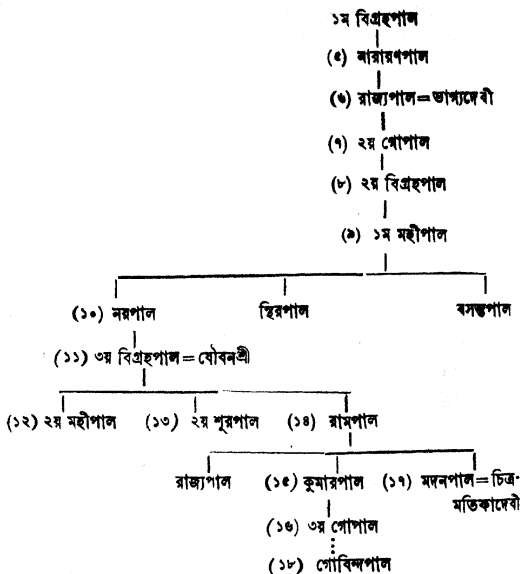 ১ম বিগ্রহপাল
(৫) নারায়ণপাল
(৬) রাজ্যপাল=ভাগ্যদেবী
(৭) ২য় গোপাল
(৮) ২য় বিগ্রহপাল
(৯) ১ম মহীপাল
(১০) নয়পাল স্থিরপাল বসন্তপাল
(১১) ৩য় বিগ্রহপাল=যৌবনশ্রী
(১২) ২য় মহীপাল (১৩) ২য় শূরপাল (১৪) রামপাল
রাজ্যপাল (১৫) কুমারপাল (১৭) মদনপাল=চিত্র-
মতিকাদেবী
(১৬) ৩য় গোপাল
(১৮) গোবিন্দপাল